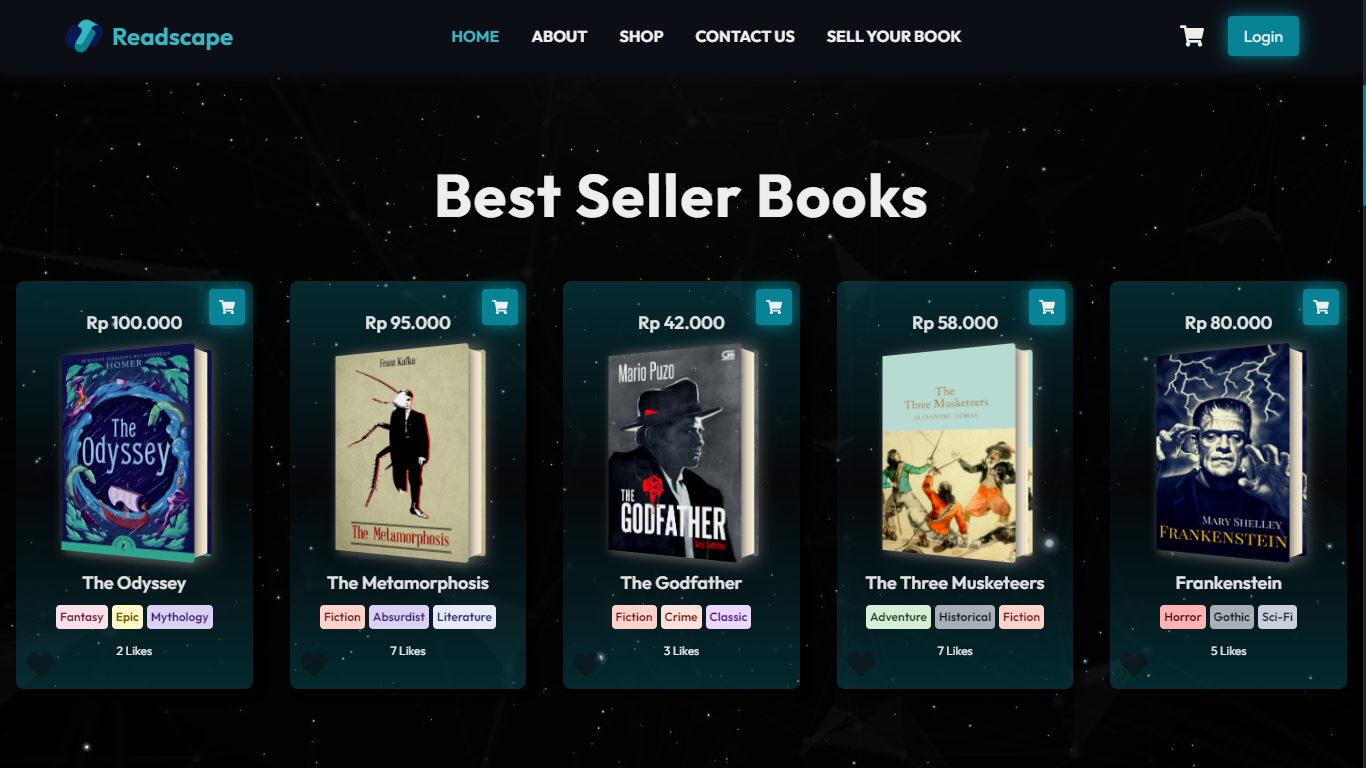 Readscape
HOME
ABOUT
SHOP
CONTACT US
SELL YOUR BOOK
Login
Best Seller Books
Rp 100.000
HOMER
The
Odyssey
The Odyssey
Fantasy
Epic
Mythology
2 Likes
Rp 95.000
Franz Kafka
The Metamorphosis
The Metamorphosis
Fiction
Absurdist
Literature
7 Likes
Rp 42.000
Mario Puzo
THE
GODFATHER
The Godfather
Fiction
Crime
Classic
3 Likes
Rp 58.000
The
Three Musketeers
ALEXANDRE DUMAS
The Three Musketeers
Adventure
Historical
Fiction
7 Likes
Rp 80.000
MARY SHELLEY
FRANKENSTEIN
Frankenstein
Horror
Gothic
Sci-Fi
5 Likes